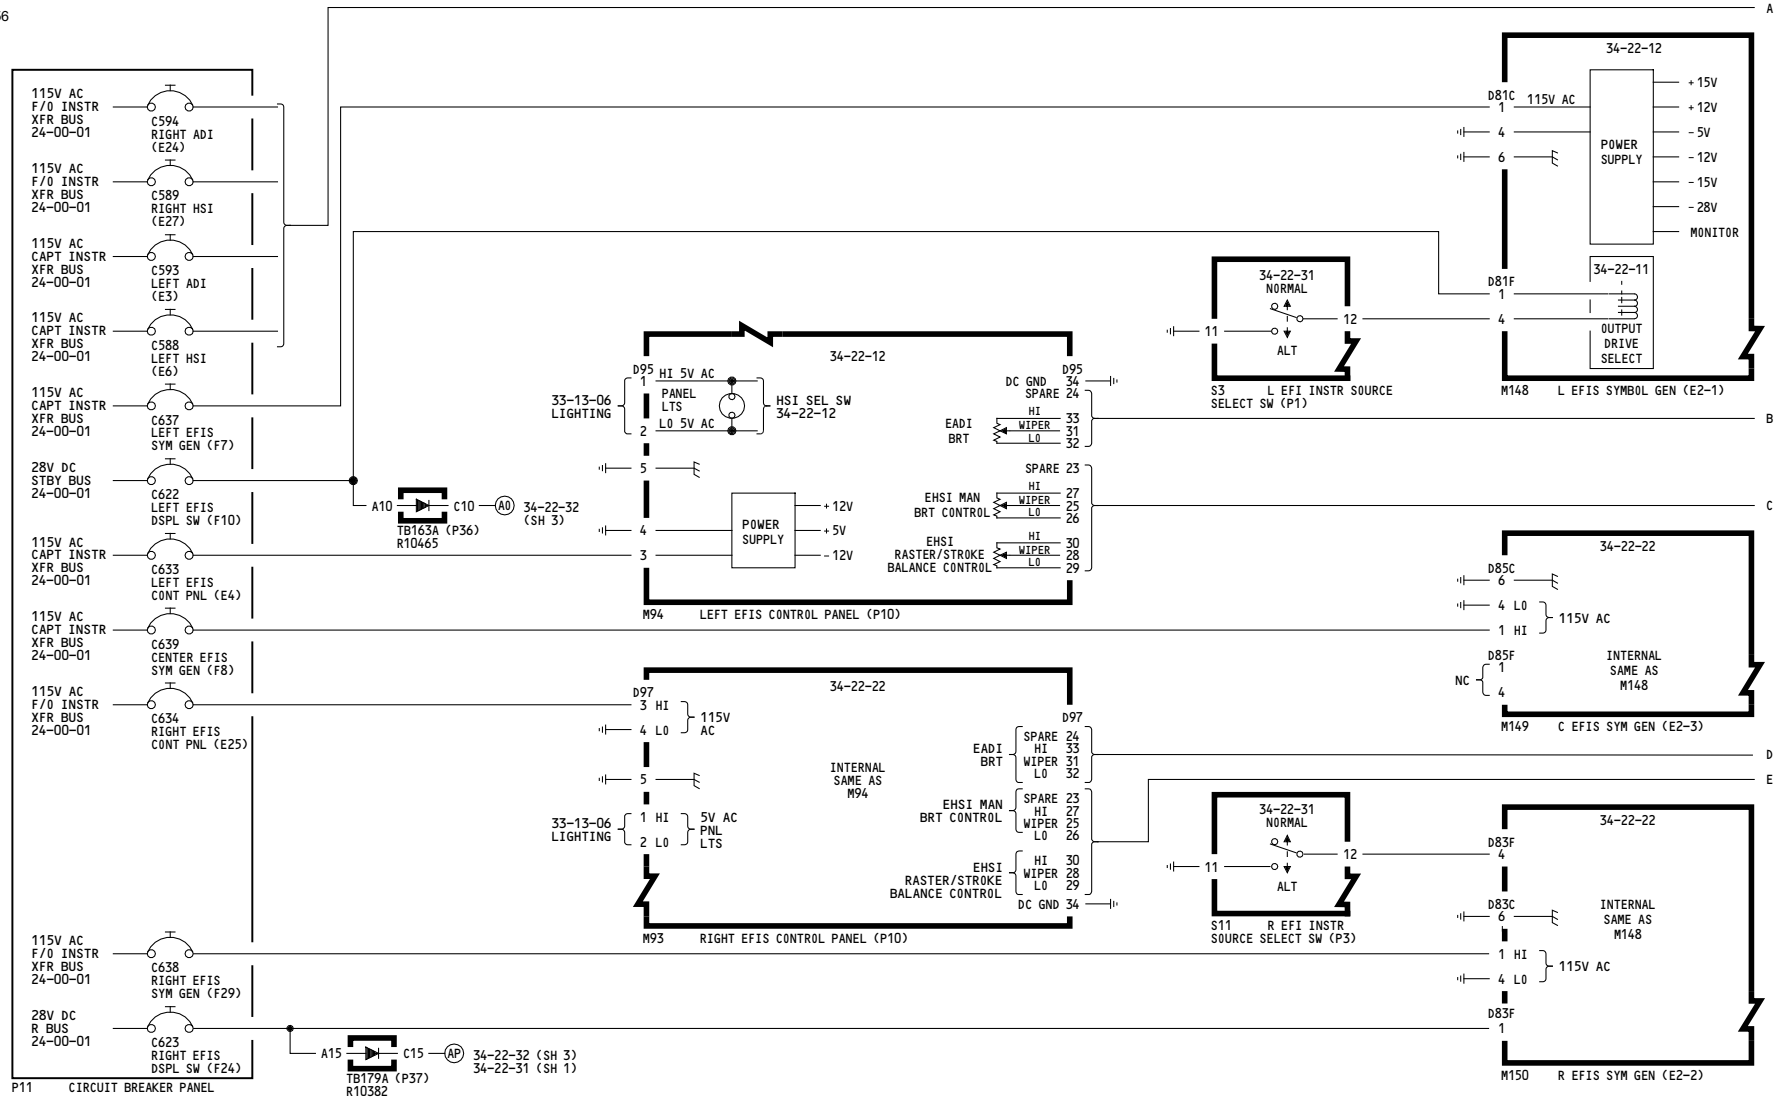 56
A
115V AC
F/O INSTR
XFR BUS
24-00-01
C594
RIGHT ADI
(E24)
115V AC
F/O INSTR
XFR BUS
24-00-01
C589
RIGHT HSI
(E27)
115V AC
CAPT INSTR
XFR BUS
24-00-01
C593
LEFT ADI
(E3)
115V AC
CAPT INSTR
XFR BUS
24-00-01
C588
LEFT HSI
(E6)
115V AC
CAPT INSTR
XFR BUS
24-00-01
C637
LEFT EFIS
SYM GEN (F7)
28V DC
STBY BUS
24-00-01
C622
LEFT EFIS
DSPL SW (F10)
115V AC
CAPT INSTR
XFR BUS
24-00-01
C633
LEFT EFIS
CONT PNL (E4)
115V AC
CAPT INSTR
XFR BUS
24-00-01
C639
CENTER EFIS
SYM GEN (F8)
115V AC
F/O INSTR
XFR BUS
24-00-01
C634
RIGHT EFIS
CONT PNL (E25)
115V AC
F/O INSTR
XFR BUS
24-00-01
C638
RIGHT EFIS
SYM GEN (F29)
28V DC
R BUS
24-00-01
C623
RIGHT EFIS
DSPL SW (F24)
P11 CIRCUIT BREAKER PANEL
A10 C10 A0 34-22-32
(SH 3)
TB163A (P36)
R10465
A15 C15 AP 34-22-32 (SH 3)
34-22-31 (SH 1)
TB179A (P37)
R10382
34-22-12
D95
1 HI 5V AC
PANEL
LTS
2 LO 5V AC
33-13-06
LIGHTING
HSI SEL SW
34-22-12
5
4
3
POWER
SUPPLY
+12V
+5V
-12V
D95
DC GND 34
SPARE 24
EADI
BRT
HI 33
WIPER 31
LO 32
SPARE 23
EHSI MAN
BRT CONTROL
HI 27
WIPER 25
LO 26
EHSI
RASTER/STROKE
BALANCE CONTROL
HI 30
WIPER 28
LO 29
M94 LEFT EFIS CONTROL PANEL (P10)
B
C
34-22-22
D97
3 HI
4 LO
115V
AC
5
33-13-06
LIGHTING
1 HI
2 LO
5V AC
PNL
LTS
INTERNAL
SAME AS
M94
D97
EADI
BRT
SPARE 24
HI 33
WIPER 31
LO 32
EHSI MAN
BRT CONTROL
SPARE 23
HI 27
WIPER 25
LO 26
EHSI
RASTER/STROKE
BALANCE CONTROL
HI 30
WIPER 28
LO 29
DC GND 34
M93 RIGHT EFIS CONTROL PANEL (P10)
D
E
34-22-31
NORMAL
11
12
ALT
S3 L EFI INSTR SOURCE
SELECT SW (P1)
34-22-31
NORMAL
11
12
ALT
S11 R EFI INSTR
SOURCE SELECT SW (P3)
34-22-12
D81C
1 115V AC
4
6
POWER
SUPPLY
+15V
+12V
-5V
-12V
-15V
-28V
MONITOR
D81F
1
4
34-22-11
OUTPUT
DRIVE
SELECT
M148 L EFIS SYMBOL GEN (E2-1)
34-22-22
D85C
6
4 LO
1 HI
115V AC
D85F
1
4
NC
INTERNAL
SAME AS
M148
M149 C EFIS SYM GEN (E2-3)
34-22-22
D83F
4
D83C
6
1 HI
4 LO
115V AC
D83F
1
INTERNAL
SAME AS
M148
M150 R EFIS SYM GEN (E2-2)